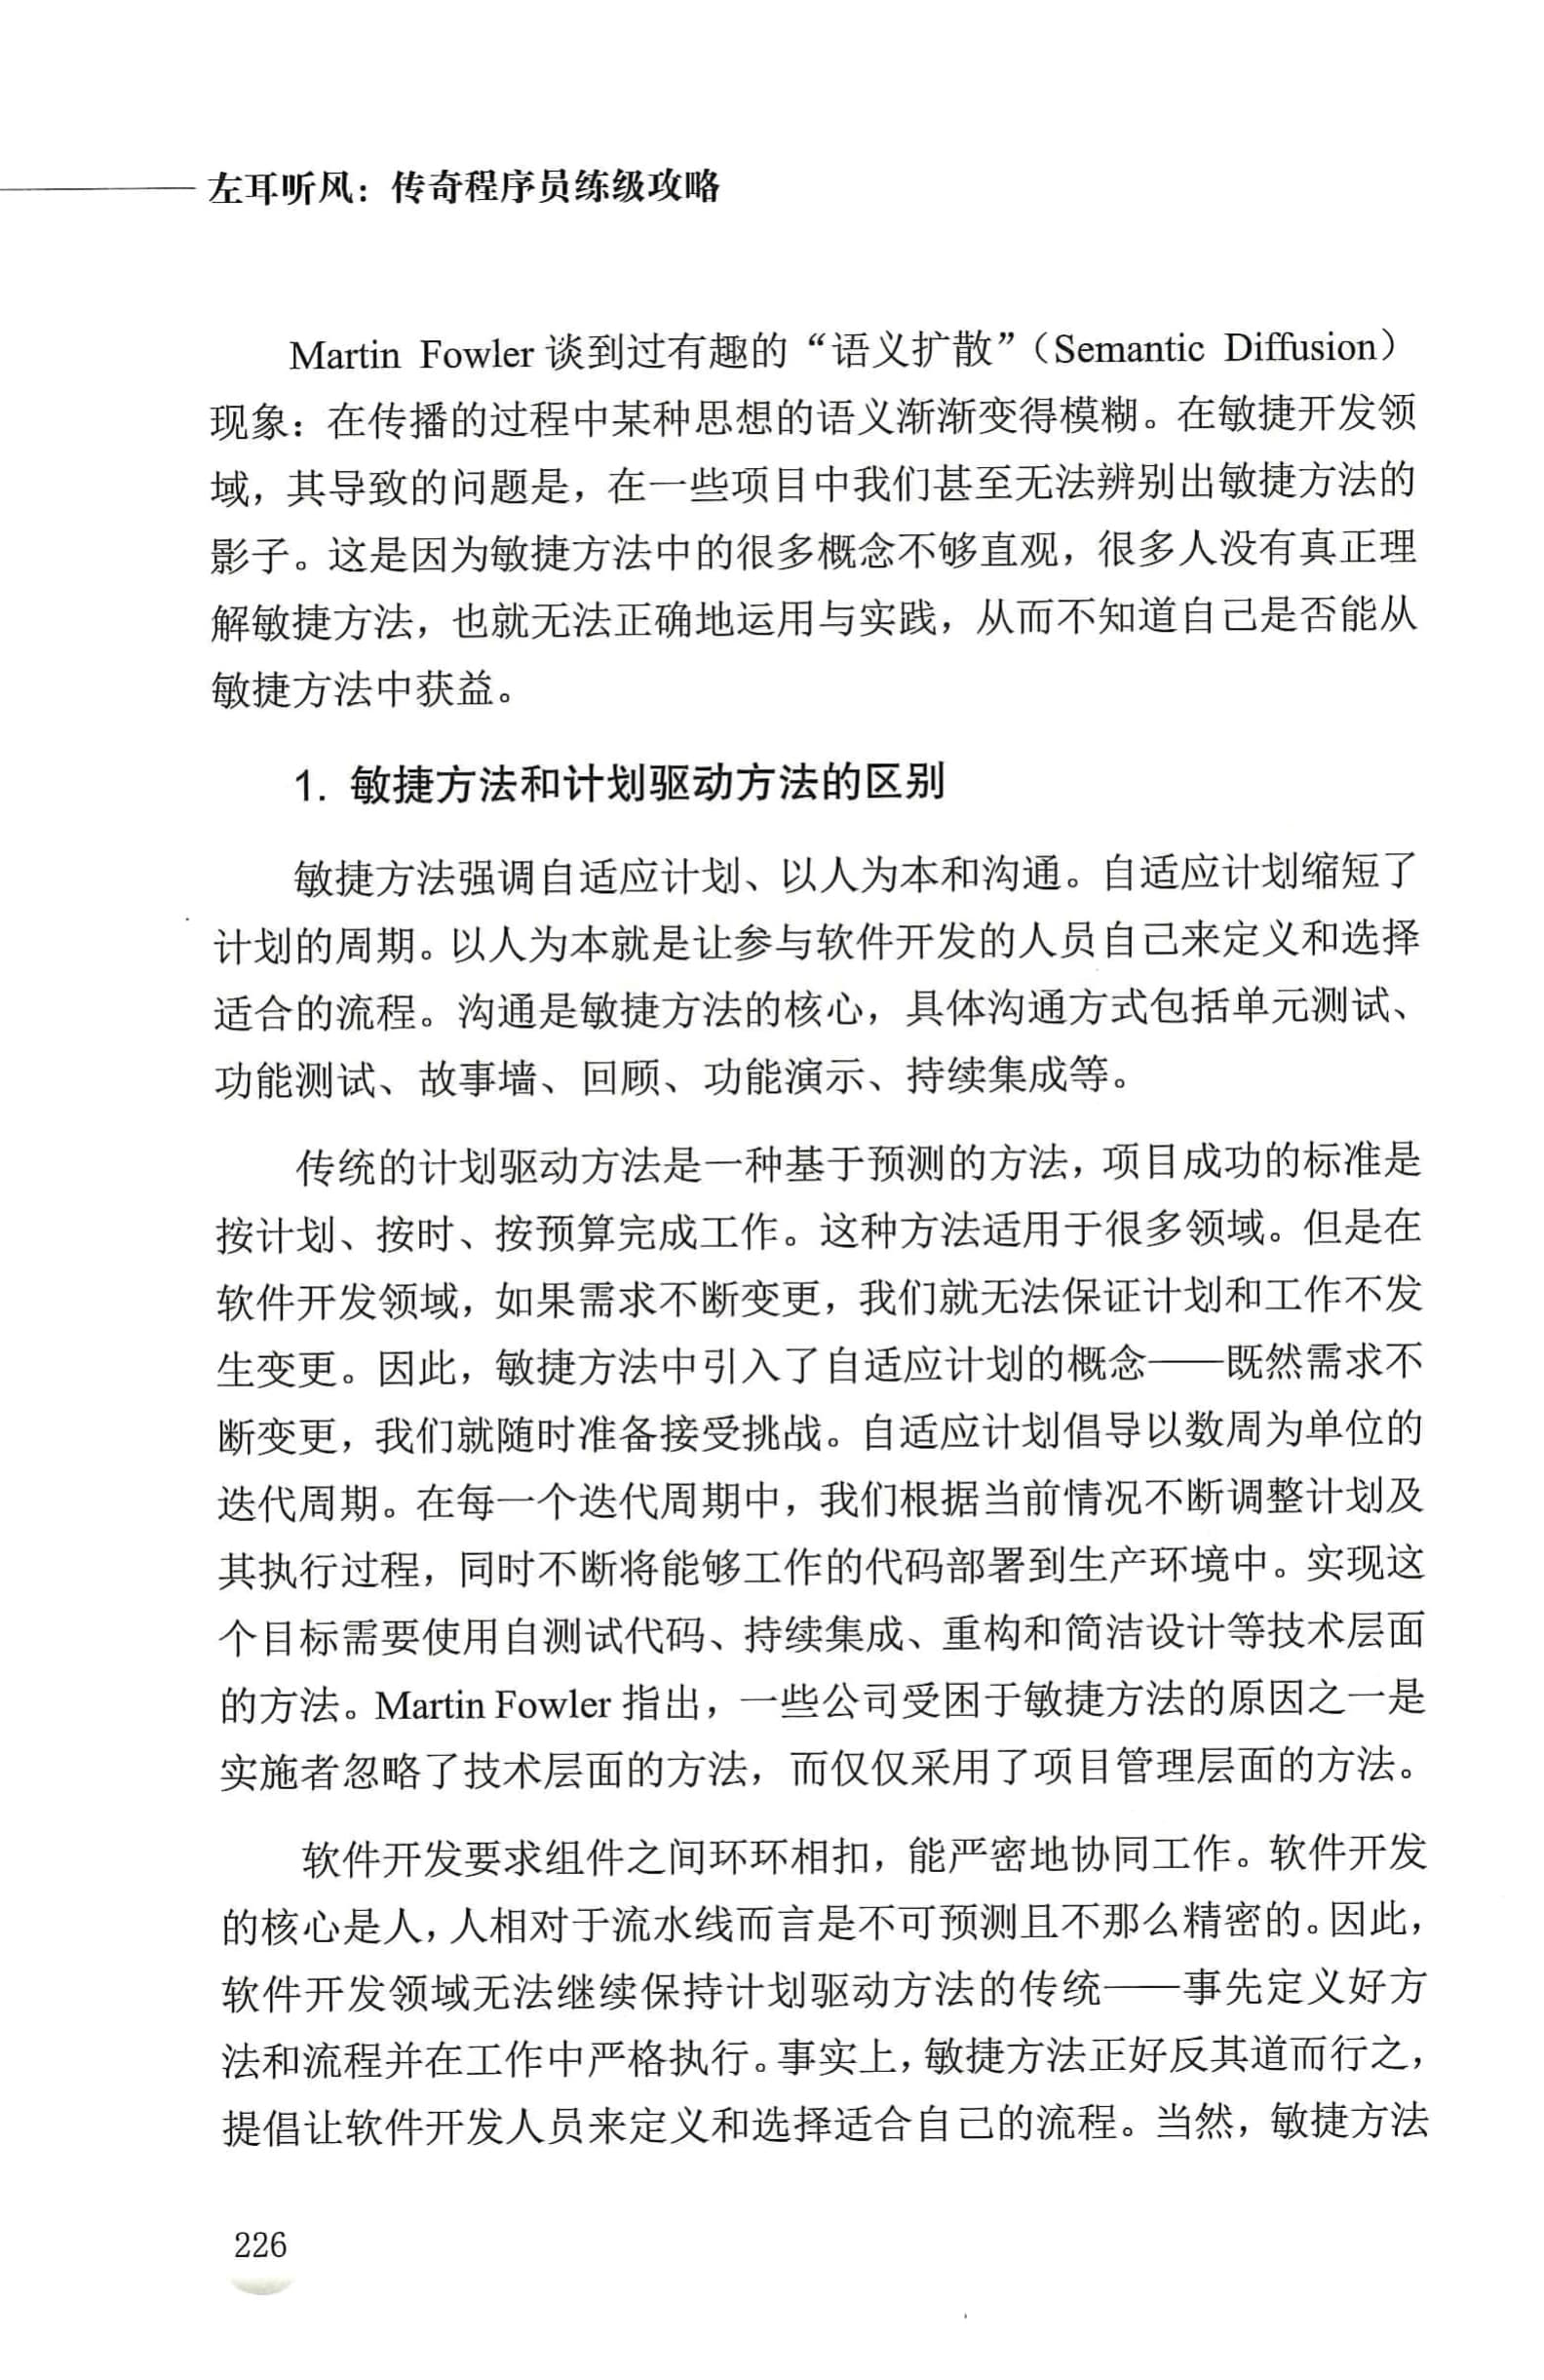 左耳听风：传奇程序员练级攻略
Martin Fowler 谈到过有趣的“语义扩散”（Semantic Diffusion）
现象：在传播的过程中某种思想的语义渐渐变得模糊。在敏捷开发领
域，其导致的问题是，在一些项目中我们甚至无法辨别出敏捷方法的
影子。这是因为敏捷方法中的很多概念不够直观，很多人没有真正理
解敏捷方法，也就无法正确地运用与实践，从而不知道自己是否能从
敏捷方法中获益。
1. 敏捷方法和计划驱动方法的区别
敏捷方法强调自适应计划、以人为本和沟通。自适应计划缩短了
计划的周期。以人为本就是让参与软件开发的人员自己来定义和选择
适合的流程。沟通是敏捷方法的核心，具体沟通方式包括单元测试、
功能测试、故事墙、回顾、功能演示、持续集成等。
传统的计划驱动方法是一种基于预测的方法，项目成功的标准是
按计划、按时、按预算完成工作。这种方法适用于很多领域。但是在
软件开发领域，如果需求不断变更，我们就无法保证计划和工作不发
生变更。因此，敏捷方法中引入了自适应计划的概念——既然需求不
断变更，我们就随时准备接受挑战。自适应计划倡导以数周为单位的
迭代周期。在每一个迭代周期中，我们根据当前情况不断调整计划及
其执行过程，同时不断将能够工作的代码部署到生产环境中。实现这
个目标需要使用自测试代码、持续集成、重构和简洁设计等技术层面
的方法。Martin Fowler 指出，一些公司受困于敏捷方法的原因之一是
实施者忽略了技术层面的方法，而仅仅采用了项目管理层面的方法。
软件开发要求组件之间环环相扣，能严密地协同工作。软件开发
的核心是人，人相对于流水线而言是不可预测且不那么精密的。因此，
软件开发领域无法继续保持计划驱动方法的传统——事先定义好方
法和流程并在工作中严格执行。事实上，敏捷方法正好反其道而行之，
提倡让软件开发人员来定义和选择适合自己的流程。当然，敏捷方法
226